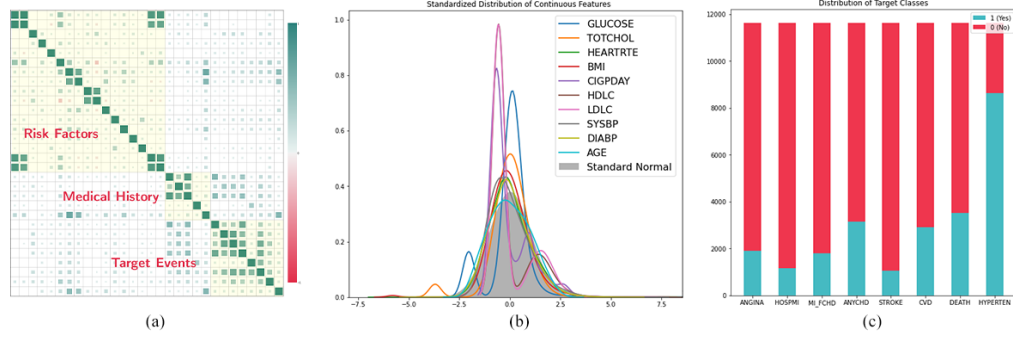 Risk Factors
Medical History
Target Events
(a)
Standardized Distribution of Continuous Features
1.0
0.8
0.6
0.4
0.2
0.0
−5.0
−2.5
0.0
2.5
5.0
7.5
GLUCOSE
TOTCHOL
HEARTRTE
BMI
CIGPDAY
HDLC
LDLC
SYSBP
DIABP
AGE
Standard Normal
(b)
Distribution of Target Classes
1 (Yes)
0 (No)
12000
10000
8000
6000
4000
2000
0
ANGINA
HOSPMI
MI_FCHD
ANYCHD
STROKE
CVD
DEATH
HYPERTEN
(c)